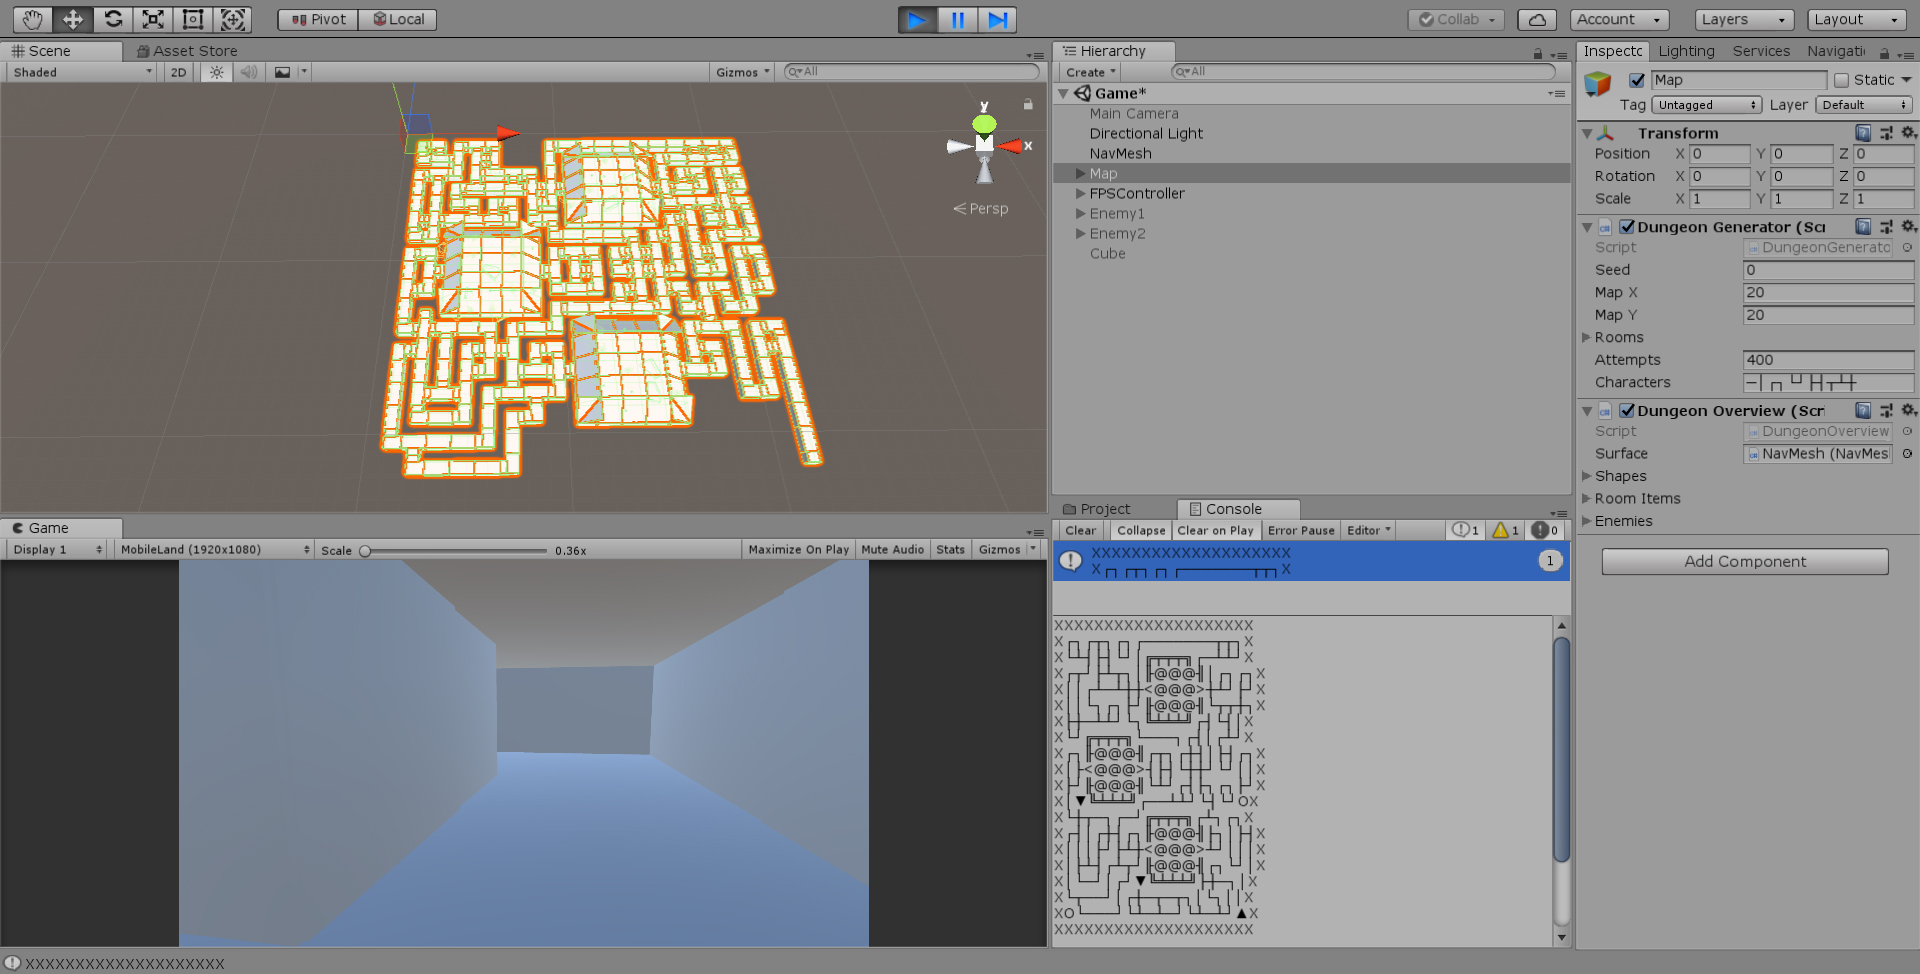 Pivot Local Collab Account Layers Layout
Scene Asset Store
Shaded 2D Gizmos All
y
x
Persp
Hierarchy
Create All
Game*
Main Camera
Directional Light
NavMesh
Map
FPSController
Enemy1
Enemy2
Cube
Inspecto Lighting Services Navigati
Map Static
Tag Untagged Layer Default
Transform
Position X 0 Y 0 Z 0
Rotation X 0 Y 0 Z 0
Scale X 1 Y 1 Z 1
Dungeon Generator (Scr
Script DungeonGenerato
Seed 0
Map X 20
Map Y 20
Rooms
Attempts 400
Characters
Dungeon Overview (Scri
Script DungeonOverview
Surface NavMesh (NavMes
Shapes
Room Items
Enemies
Add Component
Game
Display 1 MobileLand (1920x1080) Scale 0.36x Maximize On Play Mute Audio Stats Gizmos
Project Console
Clear Collapse Clear on Play Error Pause Editor 1 1 0
XXXXXXXXXXXXXXXXXXXX
1
XXXXXXXXXXXXXXXXXXXX
XXXXXXXXXXXXXXXXXXXX
XXXXXXXXXXXXXXXXXXXX